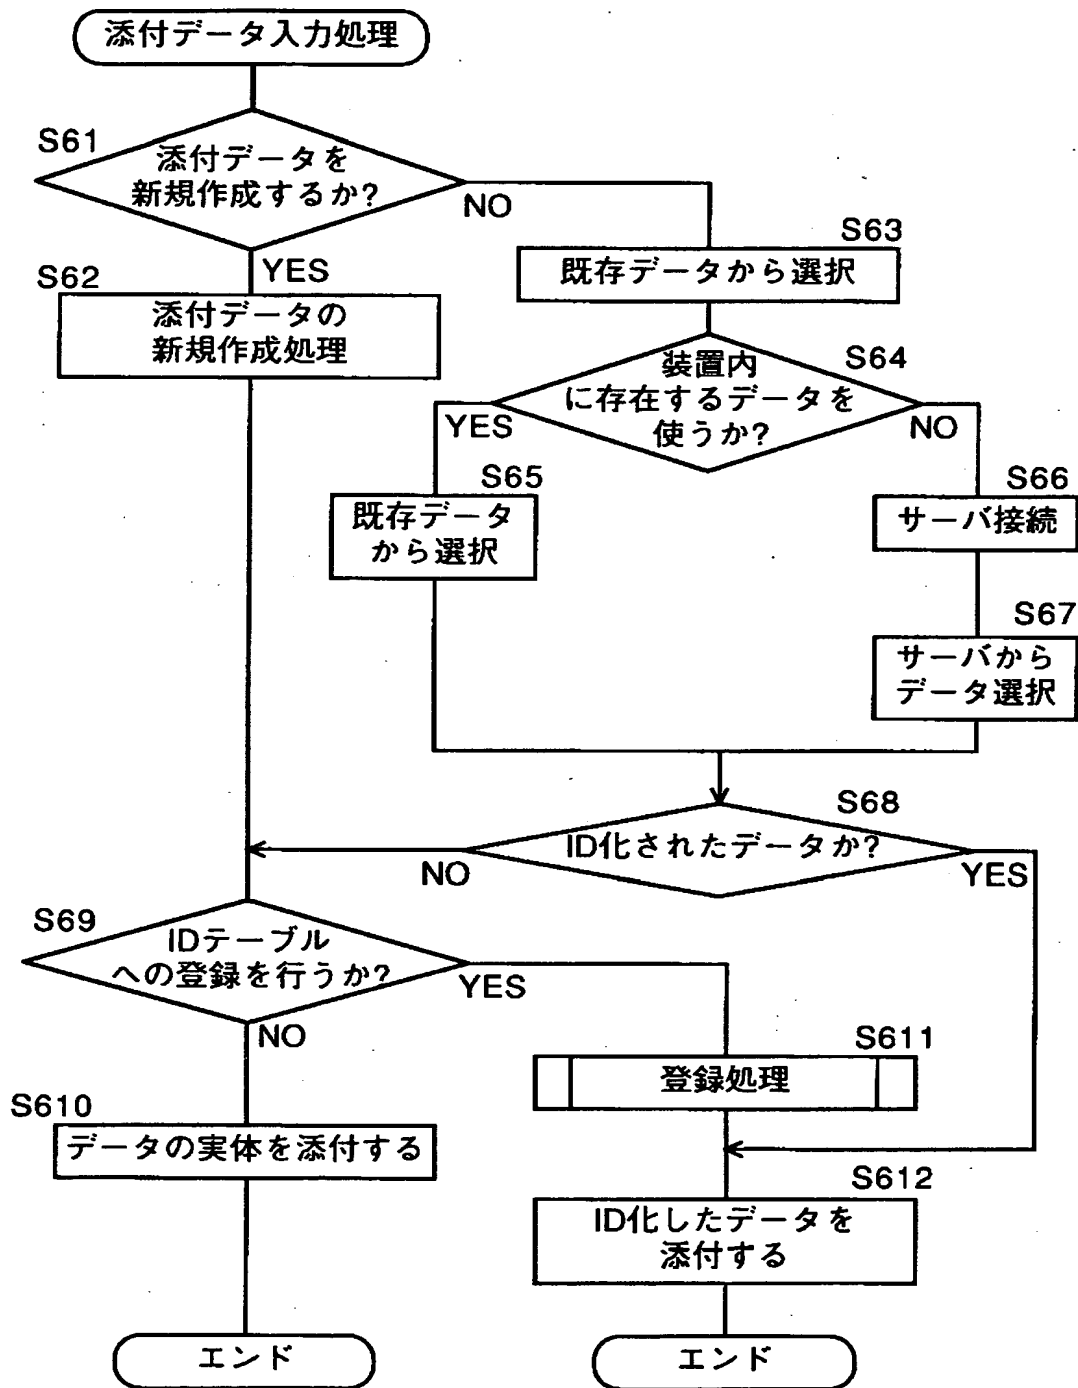 添付データ入力処理
S61
添付データを
新規作成するか?
NO
YES
S62
添付データの
新規作成処理
S63
既存データから選択
S64
装置内
に存在するデータを
使うか?
YES
NO
S65
既存データ
から選択
S66
サーバ接続
S67
サーバから
データ選択
S68
ID化されたデータか?
NO
YES
S69
IDテーブル
への登録を行うか?
YES
NO
S611
登録処理
S610
データの実体を添付する
S612
ID化したデータを
添付する
エンド
エンド